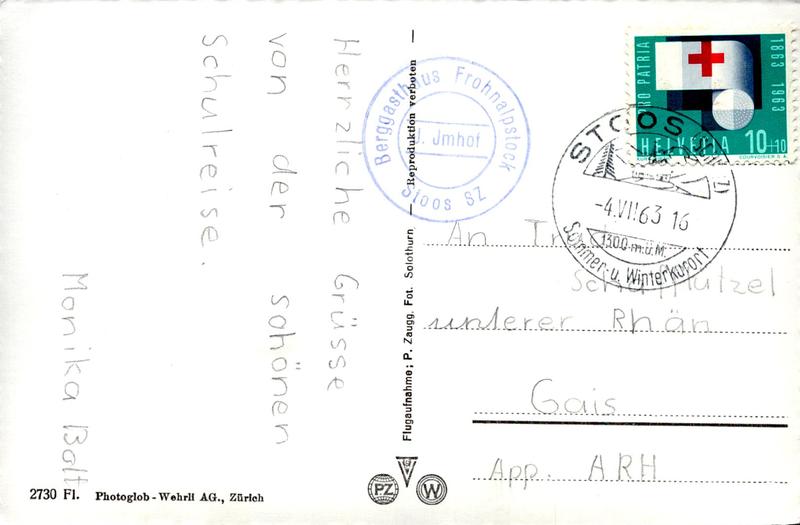 Herrzliche Grüsse
von der schönen
Schulreise.
Monika Bolt
2730 Fl. Photoglob-Wehrli AG., Zürich
Flugaufnahme; P. Zaugg. Fot. Solothurn — Reproduktion verboten —
PZ W
Berggasthaus Frohnalpstock
J. Jmhof
Stoos SZ
PRO PATRIA 1863 1963
HELVETIA 10+10
COURVOISIER S.A.
STOOS
-4.VII.63 16
1300 m.ü.M.
Sommer- u. Winterkurort
An
unterer Rhän
Gais
App. ARH